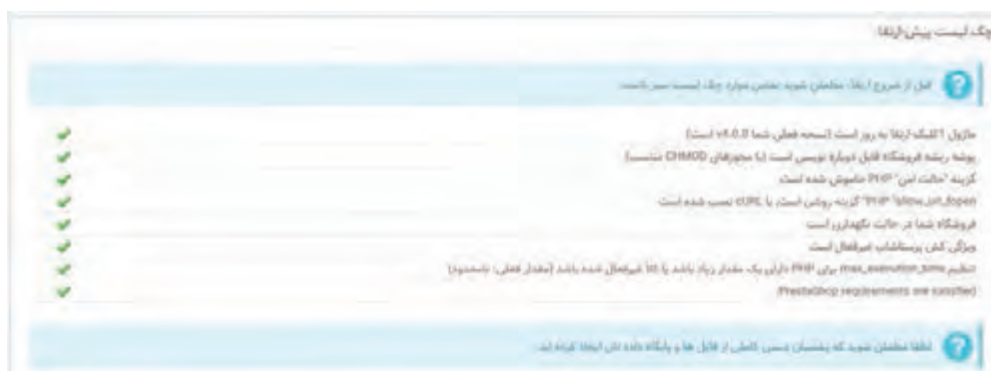 چک لیست پیش-ارتقا
قبل از شروع ارتقا، مطمئن شوید تمامی موارد چک لیست سبز باشند.
ماژول 1کلیک-ارتقا به روز است (نسخه فعلی شما v4.0.0 است)
پوشه ریشه فروشگاه قابل دوباره نویسی است (با مجوزهای CHMOD مناسب)
گزینه "حالت امن" PHP خاموش شده است
PHP "allow_url_fopen" گزینه روشن است، یا cURL نصب شده است
فروشگاه شما در حالت نگهداری است
ویژگی کش پرستاشاپ غیرفعال است
تنظیم max_execution_time برای PHP دارای یک مقدار زیاد باشد یا کلا غیرفعال شده باشد (مقدار فعلی: نامحدود)
PrestaShop requirements are satisfied
لطفا مطمئن شوید که پشتیبان دستی کاملی از فایل ها و پایگاه داده تان ایجاد کرده اید.